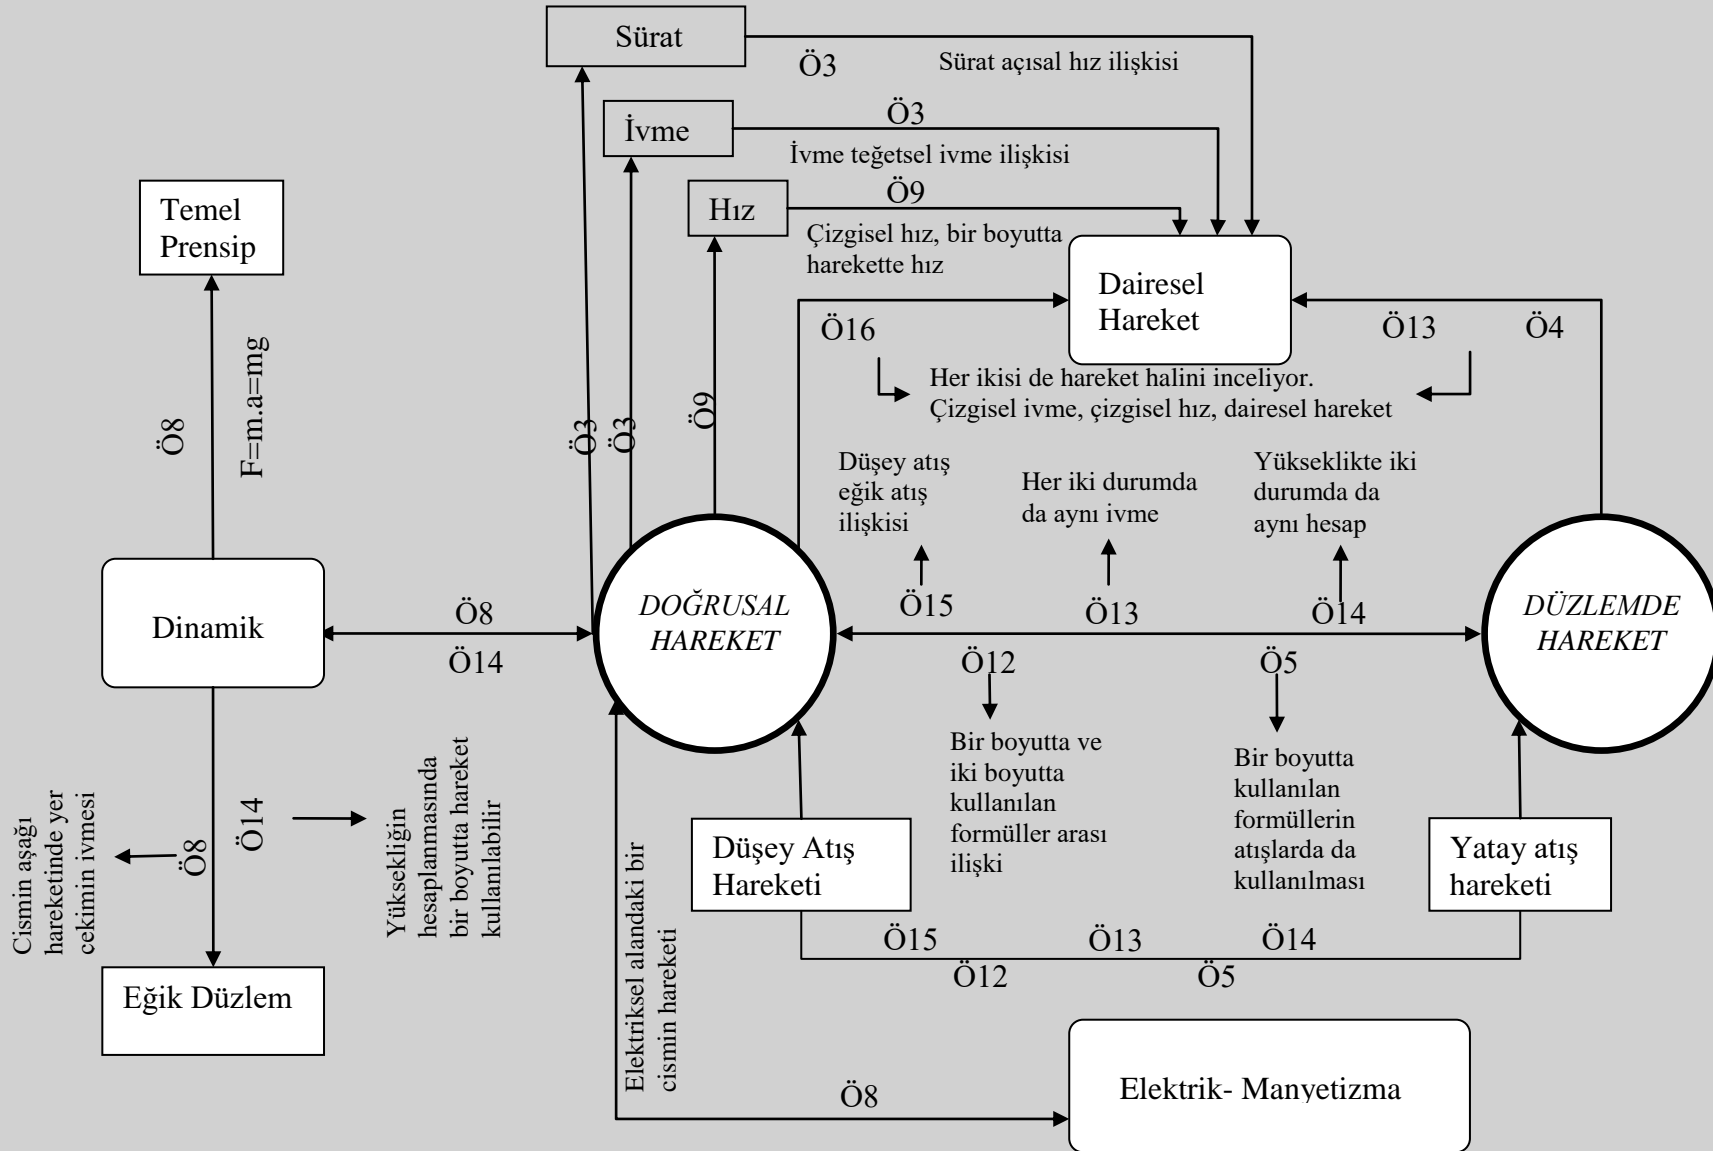 Sürat
Ö3
Sürat açısal hız ilişkisi
İvme
Ö3
İvme teğetsel ivme ilişkisi
Hız
Ö9
Çizgisel hız, bir boyutta
harekette hız
Temel
Prensip
Dairesel
Hareket
Ö16
Ö13
Ö4
Her ikisi de hareket halini inceliyor.
Çizgisel ivme, çizgisel hız, dairesel hareket
Ö8
F=m.a=mg
Ö3
Ö3
Ö9
Düşey atış
eğik atış
ilişkisi
Her iki durumda
da aynı ivme
Yükseklikte iki
durumda da
aynı hesap
Dinamik
Ö8
Ö14
DOĞRUSAL
HAREKET
Ö15
Ö13
Ö14
Ö12
Ö5
DÜZLEMDE
HAREKET
Bir boyutta ve
iki boyutta
kullanılan
formüller arası
ilişki
Bir boyutta
kullanılan
formüllerin
atışlarda da
kullanılması
Cismin aşağı
hareketinde yer
çekimin ivmesi
Ö8
Ö14
Yüksekliğin
hesaplanmasında
bir boyuta hareket
kullanılabilir
Düşey Atış
Hareketi
Yatay atış
hareketi
Ö15
Ö13
Ö14
Ö12
Ö5
Eğik Düzlem
Elektriksel alandaki bir
cismin hareketi
Ö8
Elektrik- Manyetizma